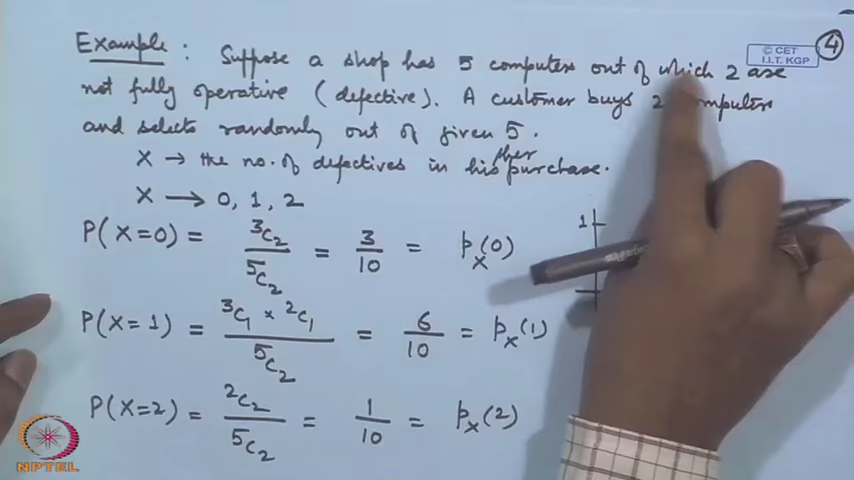 Example : Suppose a shop has 5 computers out of which 2 are
not fully operative (defective). A customer buys 2 computers
and selects randomly out of given 5.
X → the no. of defectives in his/her purchase.
X → 0, 1, 2
P(X=0) = ³C₂ / ⁵C₂ = 3/10 = p_X(0)
P(X=1) = ³C₁ × ²C₁ / ⁵C₂ = 6/10 = p_X(1)
P(X=2) = ²C₂ / ⁵C₂ = 1/10 = p_X(2)
1
© CET
I.I.T. KGP
4
NPTEL